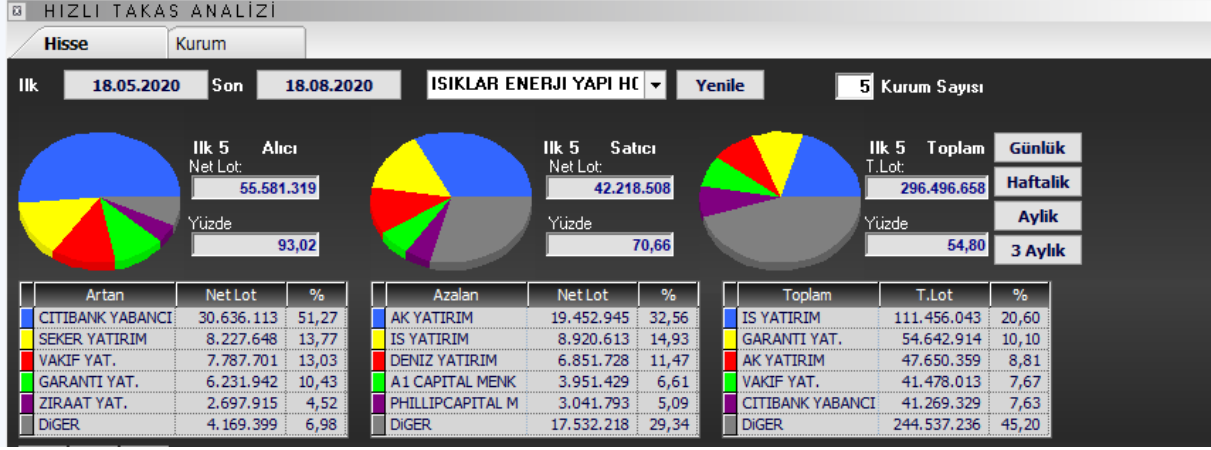 HIZLI TAKAS ANALİZİ
Hisse Kurum
Ilk 18.05.2020 Son 18.08.2020 ISIKLAR ENERJI YAPI HO Yenile 5 Kurum Sayısı
Ilk 5 Alıcı Ilk 5 Satıcı Ilk 5 Toplam Günlük
Net Lot: Net Lot: T.Lot:
55.581.319 42.218.508 296.496.658 Haftalik
Yüzde Yüzde Yüzde Aylik
93,02 70,66 54,80 3 Aylık
Artan Net Lot % Azalan Net Lot % Toplam T.Lot %
CITIBANK YABANCI 30.636.113 51,27 AK YATIRIM 19.452.945 32,56 IS YATIRIM 111.456.043 20,60
SEKER YATIRIM 8.227.648 13,77 IS YATIRIM 8.920.613 14,93 GARANTI YAT. 54.642.914 10,10
VAKIF YAT. 7.787.701 13,03 DENIZ YATIRIM 6.851.728 11,47 AK YATIRIM 47.650.359 8,81
GARANTI YAT. 6.231.942 10,43 A1 CAPITAL MENK 3.951.429 6,61 VAKIF YAT. 41.478.013 7,67
ZIRAAT YAT. 2.697.915 4,52 PHILLIPCAPITAL M 3.041.793 5,09 CITIBANK YABANCI 41.269.329 7,63
DiGER 4.169.399 6,98 DiGER 17.532.218 29,34 DiGER 244.537.236 45,20